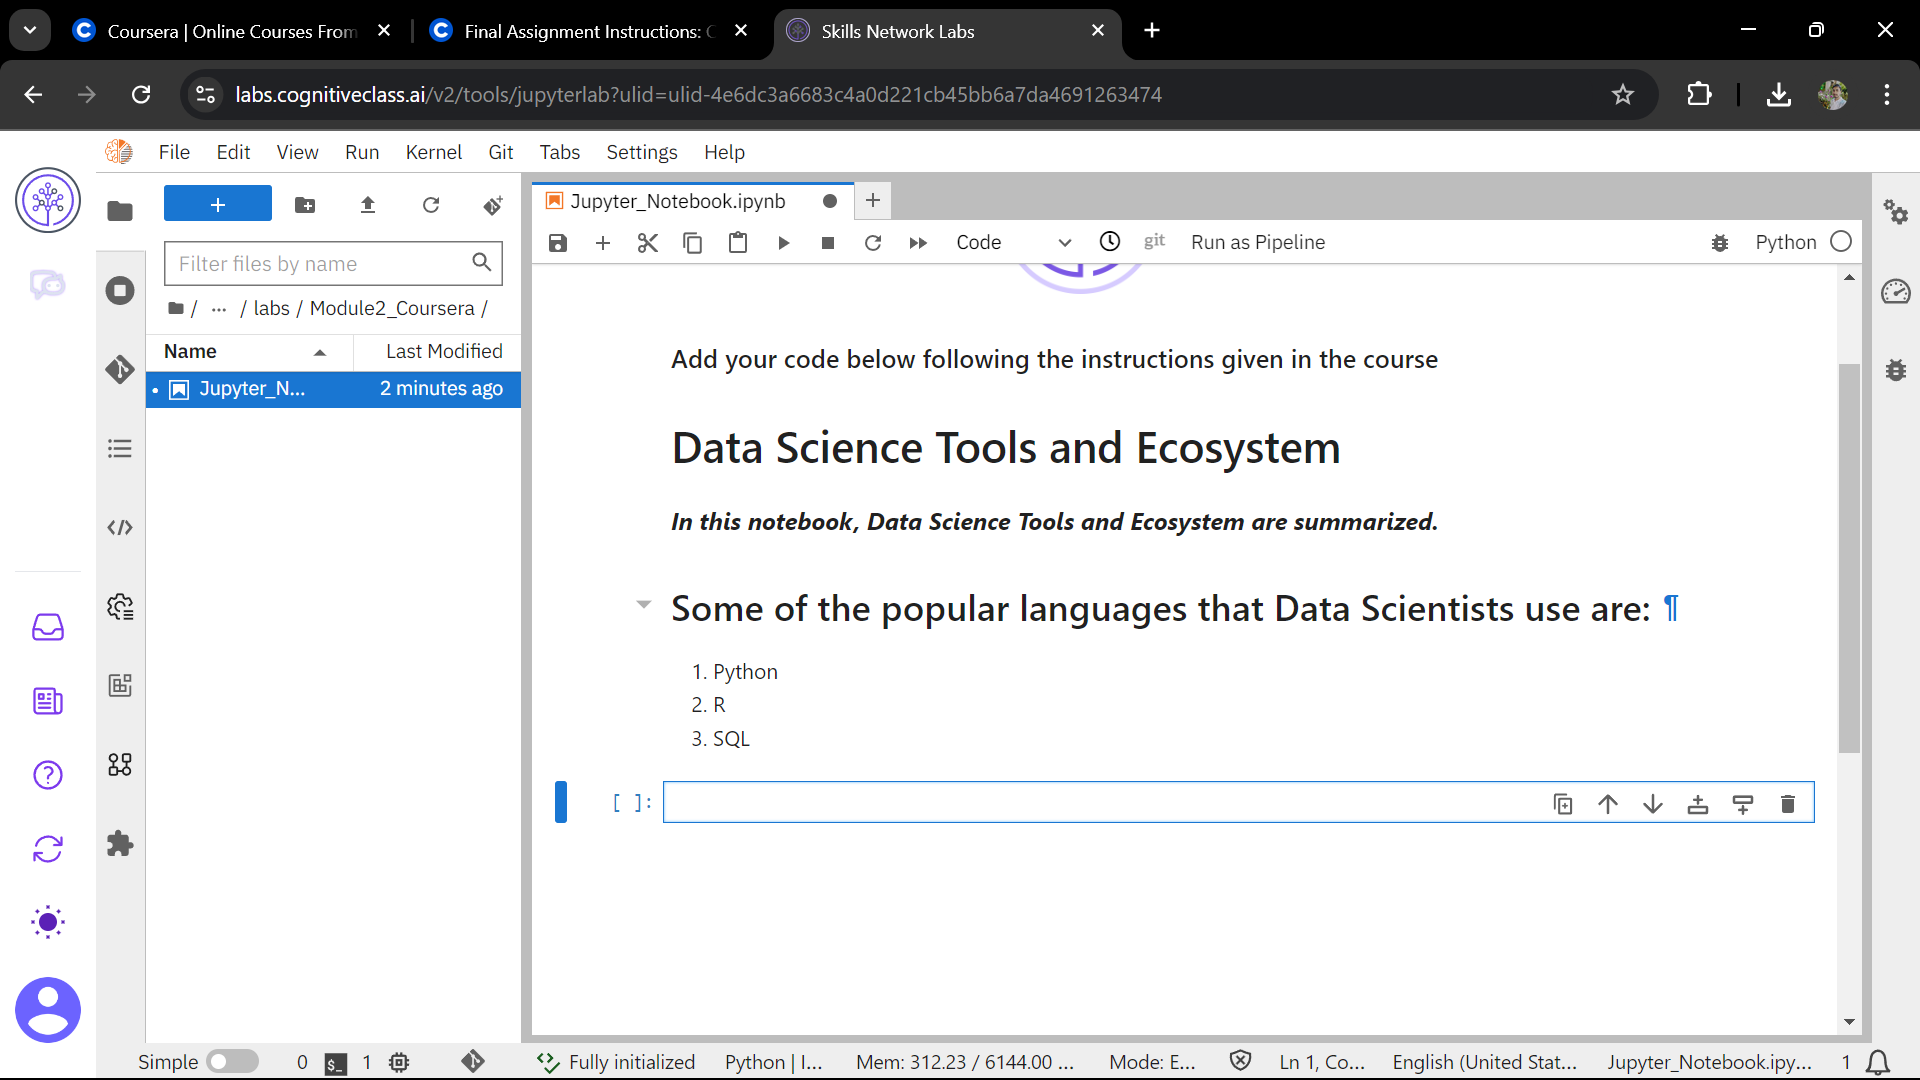 Coursera | Online Courses From
Final Assignment Instructions: C
Skills Network Labs
labs.cognitiveclass.ai/v2/tools/jupyterlab?ulid=ulid-4e6dc3a6683c4a0d221cb45bb6a7da4691263474
File Edit View Run Kernel Git Tabs Settings Help
Jupyter_Notebook.ipynb
Code
git
Run as Pipeline
Python
Filter files by name
/ ... / labs / Module2_Coursera /
Name Last Modified
Jupyter_N... 2 minutes ago
Add your code below following the instructions given in the course
Data Science Tools and Ecosystem
In this notebook, Data Science Tools and Ecosystem are summarized.
Some of the popular languages that Data Scientists use are: ¶
1. Python
2. R
3. SQL
[ ]:
Simple 0 $_ 1 Fully initialized Python | I... Mem: 312.23 / 6144.00 ... Mode: E... Ln 1, Co... English (United Stat... Jupyter_Notebook.ipy... 1